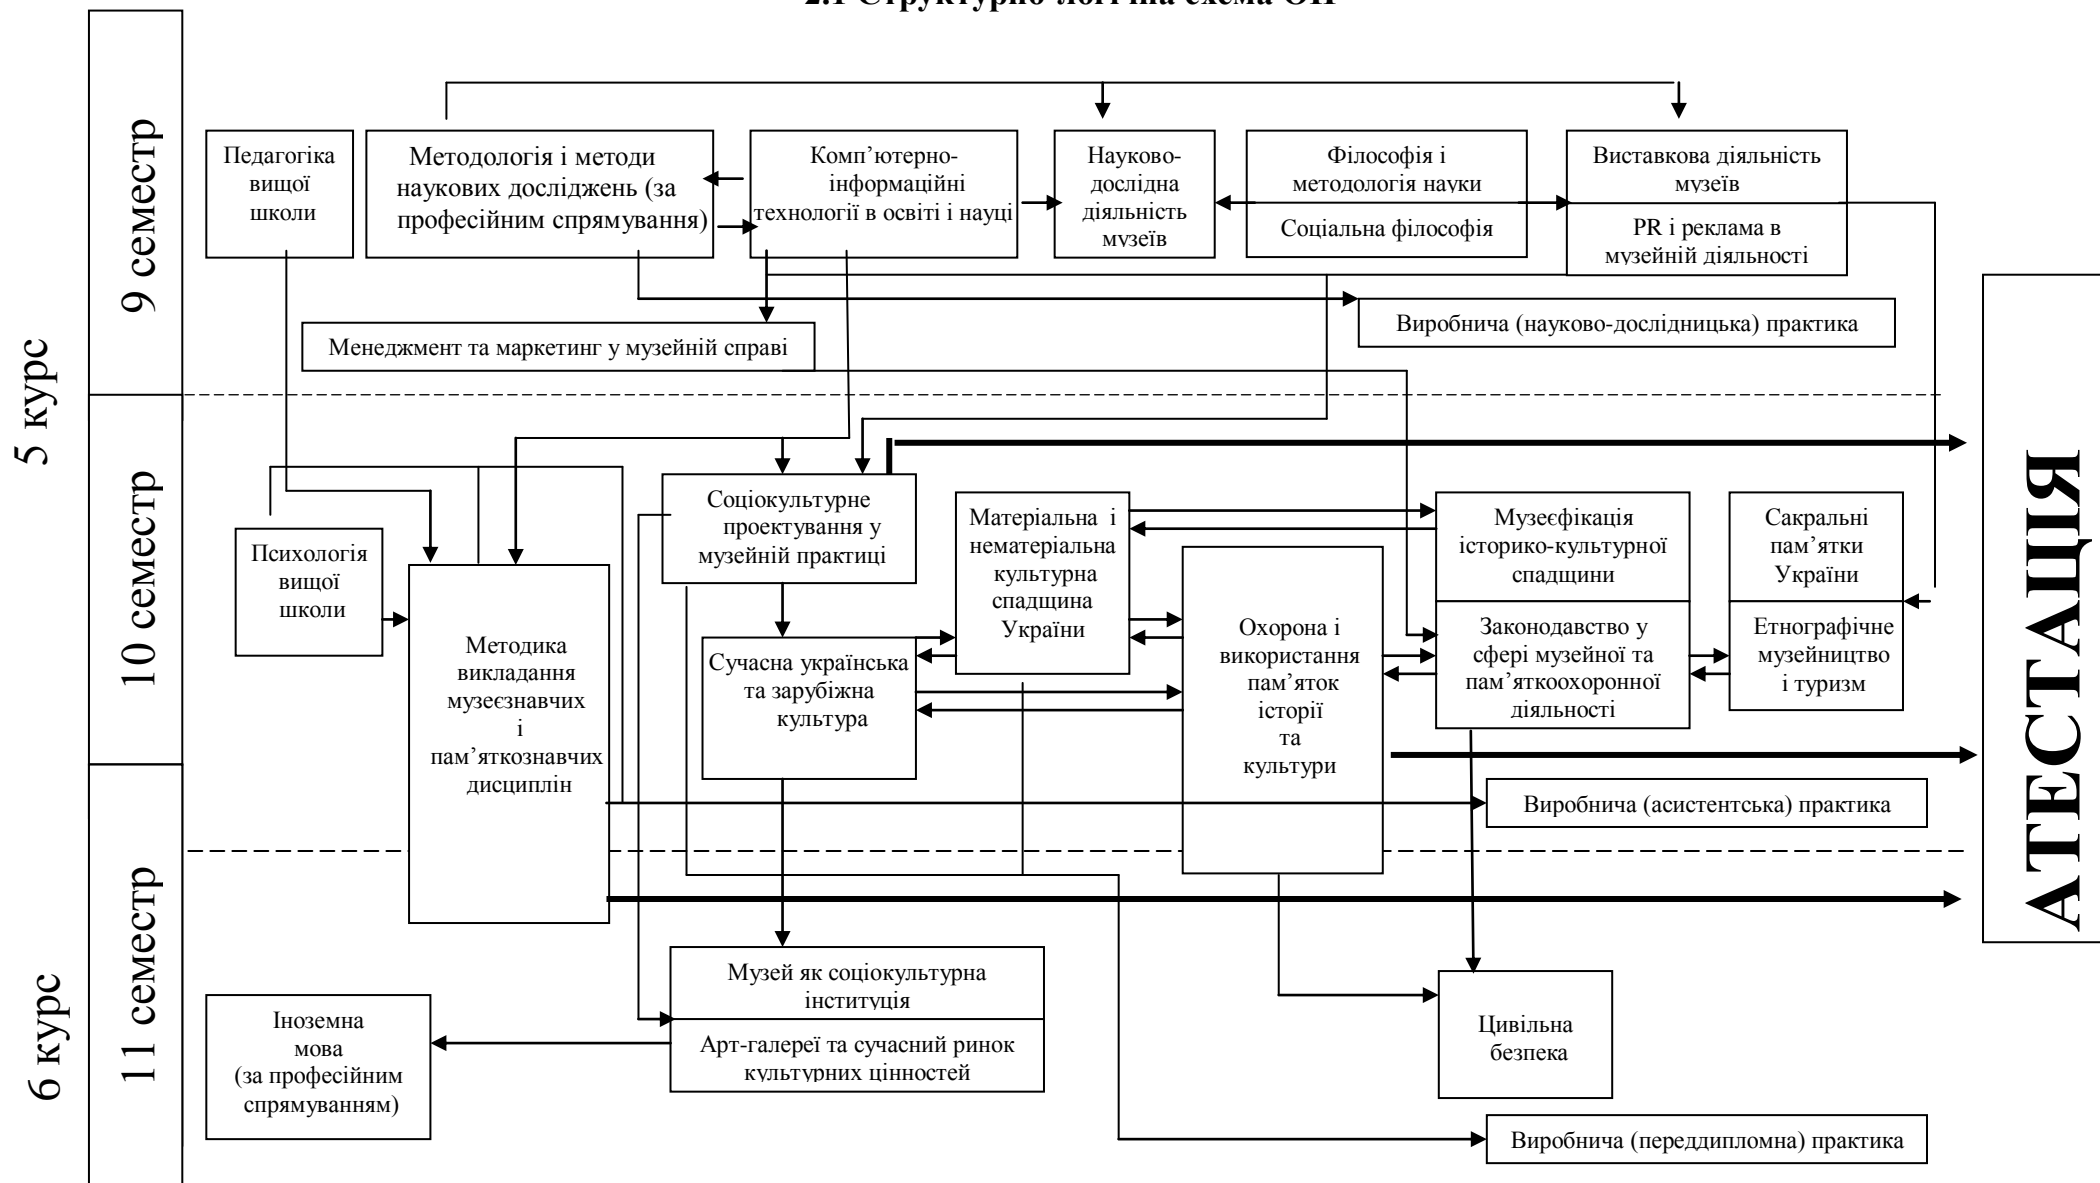 2.1 Структурно-логічна схема ОП
5 курс
6 курс
9 семестр
10 семестр
11 семестр
Педагогіка
вищої
школи
Методологія і методи
наукових досліджень (за
професійним спрямування)
Комп’ютерно-
інформаційні
технології в освіті і науці
Науково-
дослідна
діяльність
музеїв
Філософія і
методологія науки
Соціальна філософія
Виставкова діяльність
музеїв
PR і реклама в
музейній діяльності
Менеджмент та маркетинг у музейній справі
Виробнича (науково-дослідницька) практика
Психологія
вищої
школи
Методика
викладання
музеєзнавчих
і
пам’яткознавчих
дисциплін
Соціокультурне
проектування у
музейній практиці
Сучасна українська
та зарубіжна
культура
Матеріальна і
нематеріальна
культурна
спадщина
України
Охорона і
використання
пам’яток
історії
та
культури
Музеєфікація
історико-культурної
спадщини
Законодавство у
сфері музейної та
пам’яткоохоронної
діяльності
Сакральні
пам’ятки
України
Етнографічне
музейництво
і туризм
Виробнича (асистентська) практика
Іноземна
мова
(за професійним
спрямуванням)
Музей як соціокультурна
інституція
Арт-галереї та сучасний ринок
культурних цінностей
Цивільна
безпека
Виробнича (переддипломна) практика
АТЕСТАЦІЯ